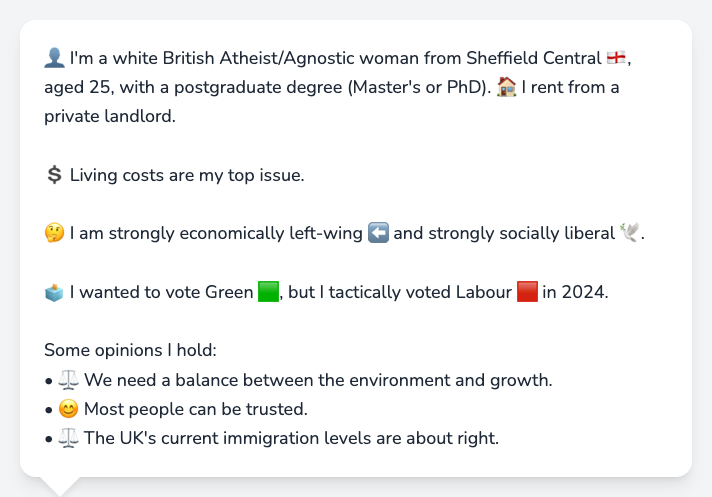 👤 I'm a white British Atheist/Agnostic woman from Sheffield Central 🏴󠁧󠁢󠁥󠁮󠁧󠁿,
aged 25, with a postgraduate degree (Master's or PhD). 🏠 I rent from a
private landlord.
💲 Living costs are my top issue.
🤔 I am strongly economically left-wing ⬅️ and strongly socially liberal 🕊️.
🗳️ I wanted to vote Green 🟩, but I tactically voted Labour 🟥 in 2024.
Some opinions I hold:
• ⚖️ We need a balance between the environment and growth.
• 😊 Most people can be trusted.
• ⚖️ The UK's current immigration levels are about right.